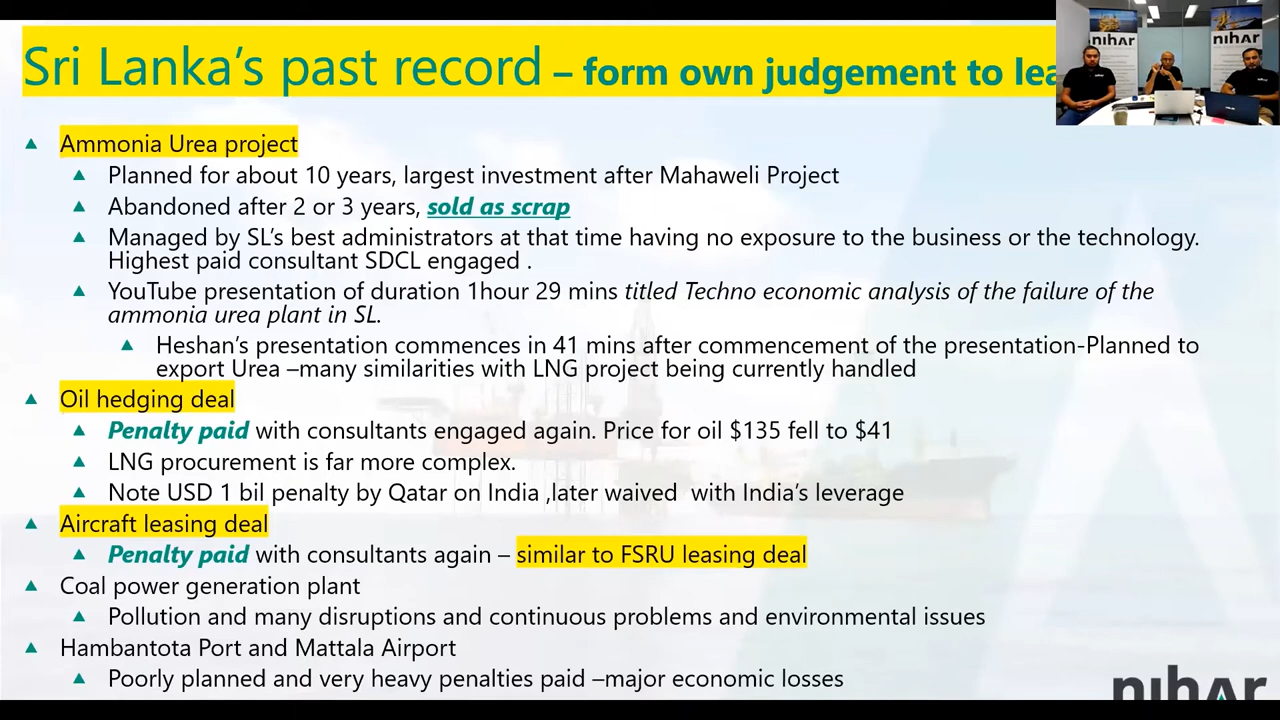 Sri Lanka's past record – form own judgement to lea
nihAr
nihAr
Ammonia Urea project
Planned for about 10 years, largest investment after Mahaweli Project
Abandoned after 2 or 3 years, sold as scrap
Managed by SL's best administrators at that time having no exposure to the business or the technology.
Highest paid consultant SDCL engaged .
YouTube presentation of duration 1hour 29 mins titled Techno economic analysis of the failure of the
ammonia urea plant in SL.
Heshan's presentation commences in 41 mins after commencement of the presentation-Planned to
export Urea –many similarities with LNG project being currently handled
Oil hedging deal
Penalty paid with consultants engaged again. Price for oil $135 fell to $41
LNG procurement is far more complex.
Note USD 1 bil penalty by Qatar on India ,later waived with India's leverage
Aircraft leasing deal
Penalty paid with consultants again – similar to FSRU leasing deal
Coal power generation plant
Pollution and many disruptions and continuous problems and environmental issues
Hambantota Port and Mattala Airport
Poorly planned and very heavy penalties paid –major economic losses
nihAr